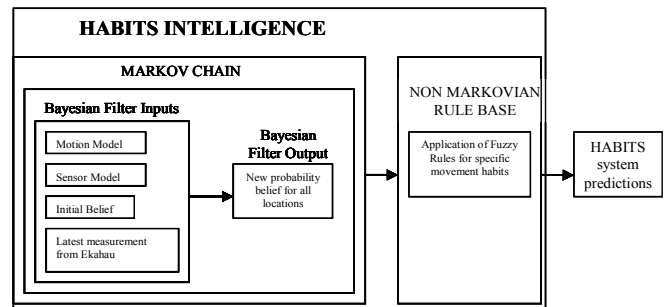 HABITS INTELLIGENCE
MARKOV CHAIN
Bayesian Filter Inputs
Motion Model
Sensor Model
Initial Belief
Latest measurement
from Ekahau
Bayesian
Filter Output
New probability
belief for all
locations
NON MARKOVIAN
RULE BASE
Application of Fuzzy
Rules for specific
movement habits
HABITS
system
predictions